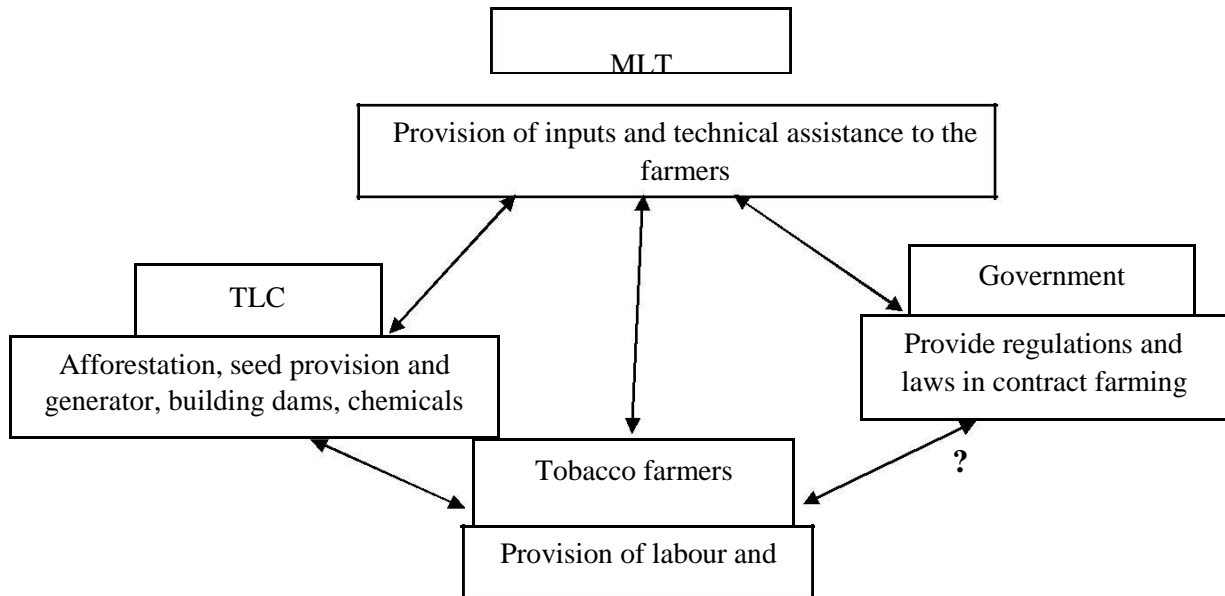 MLT
Provision of inputs and technical assistance to the
farmers
Government
TLC
Provide regulations and
laws in contract farming
Afforestation, seed provision and
generator, building dams, chemicals
?
Tobacco farmers
Provision of labour and